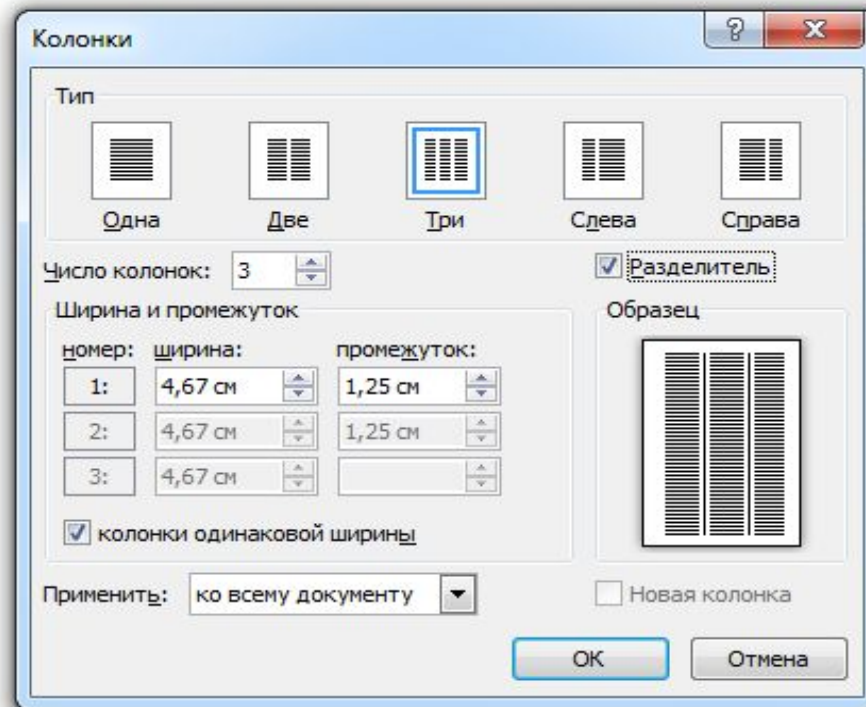 Колонки
Тип
Одна Две Три Слева Справа
Число колонок: 3 Разделитель
Ширина и промежуток Образец
номер: ширина: промежуток:
1: 4,67 см 1,25 см
2: 4,67 см 1,25 см
3: 4,67 см
колонки одинаковой ширины
Применить: ко всему документу Новая колонка
ОК Отмена